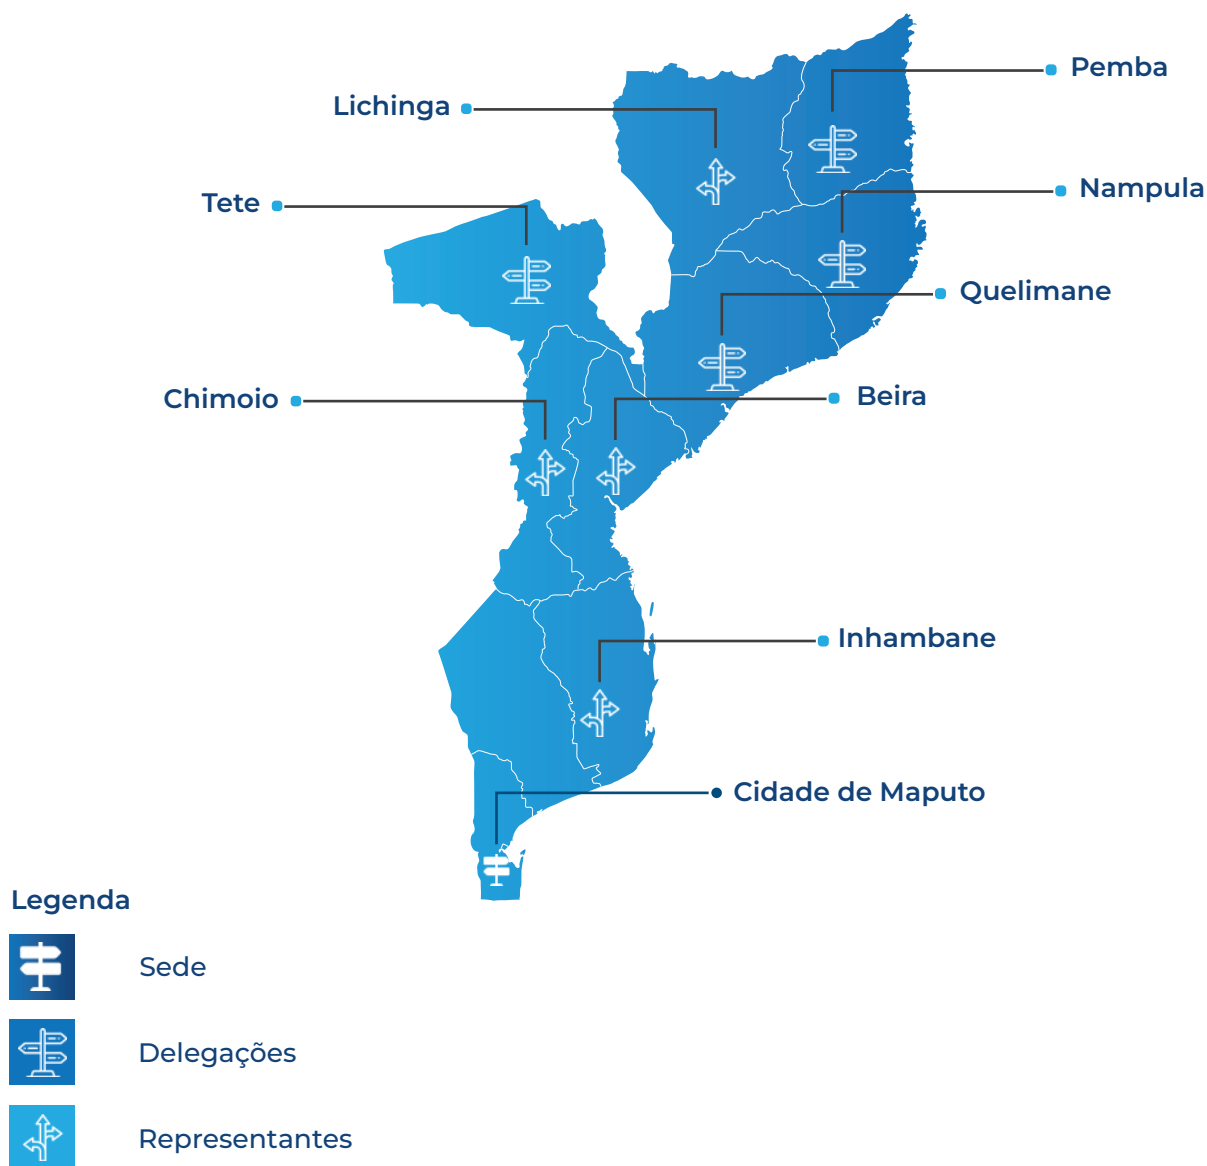 Pemba
Lichinga
Nampula
Tete
Quelimane
Chimoio
Beira
Inhambane
Cidade de Maputo
Legenda
Sede
Delegações
Representantes